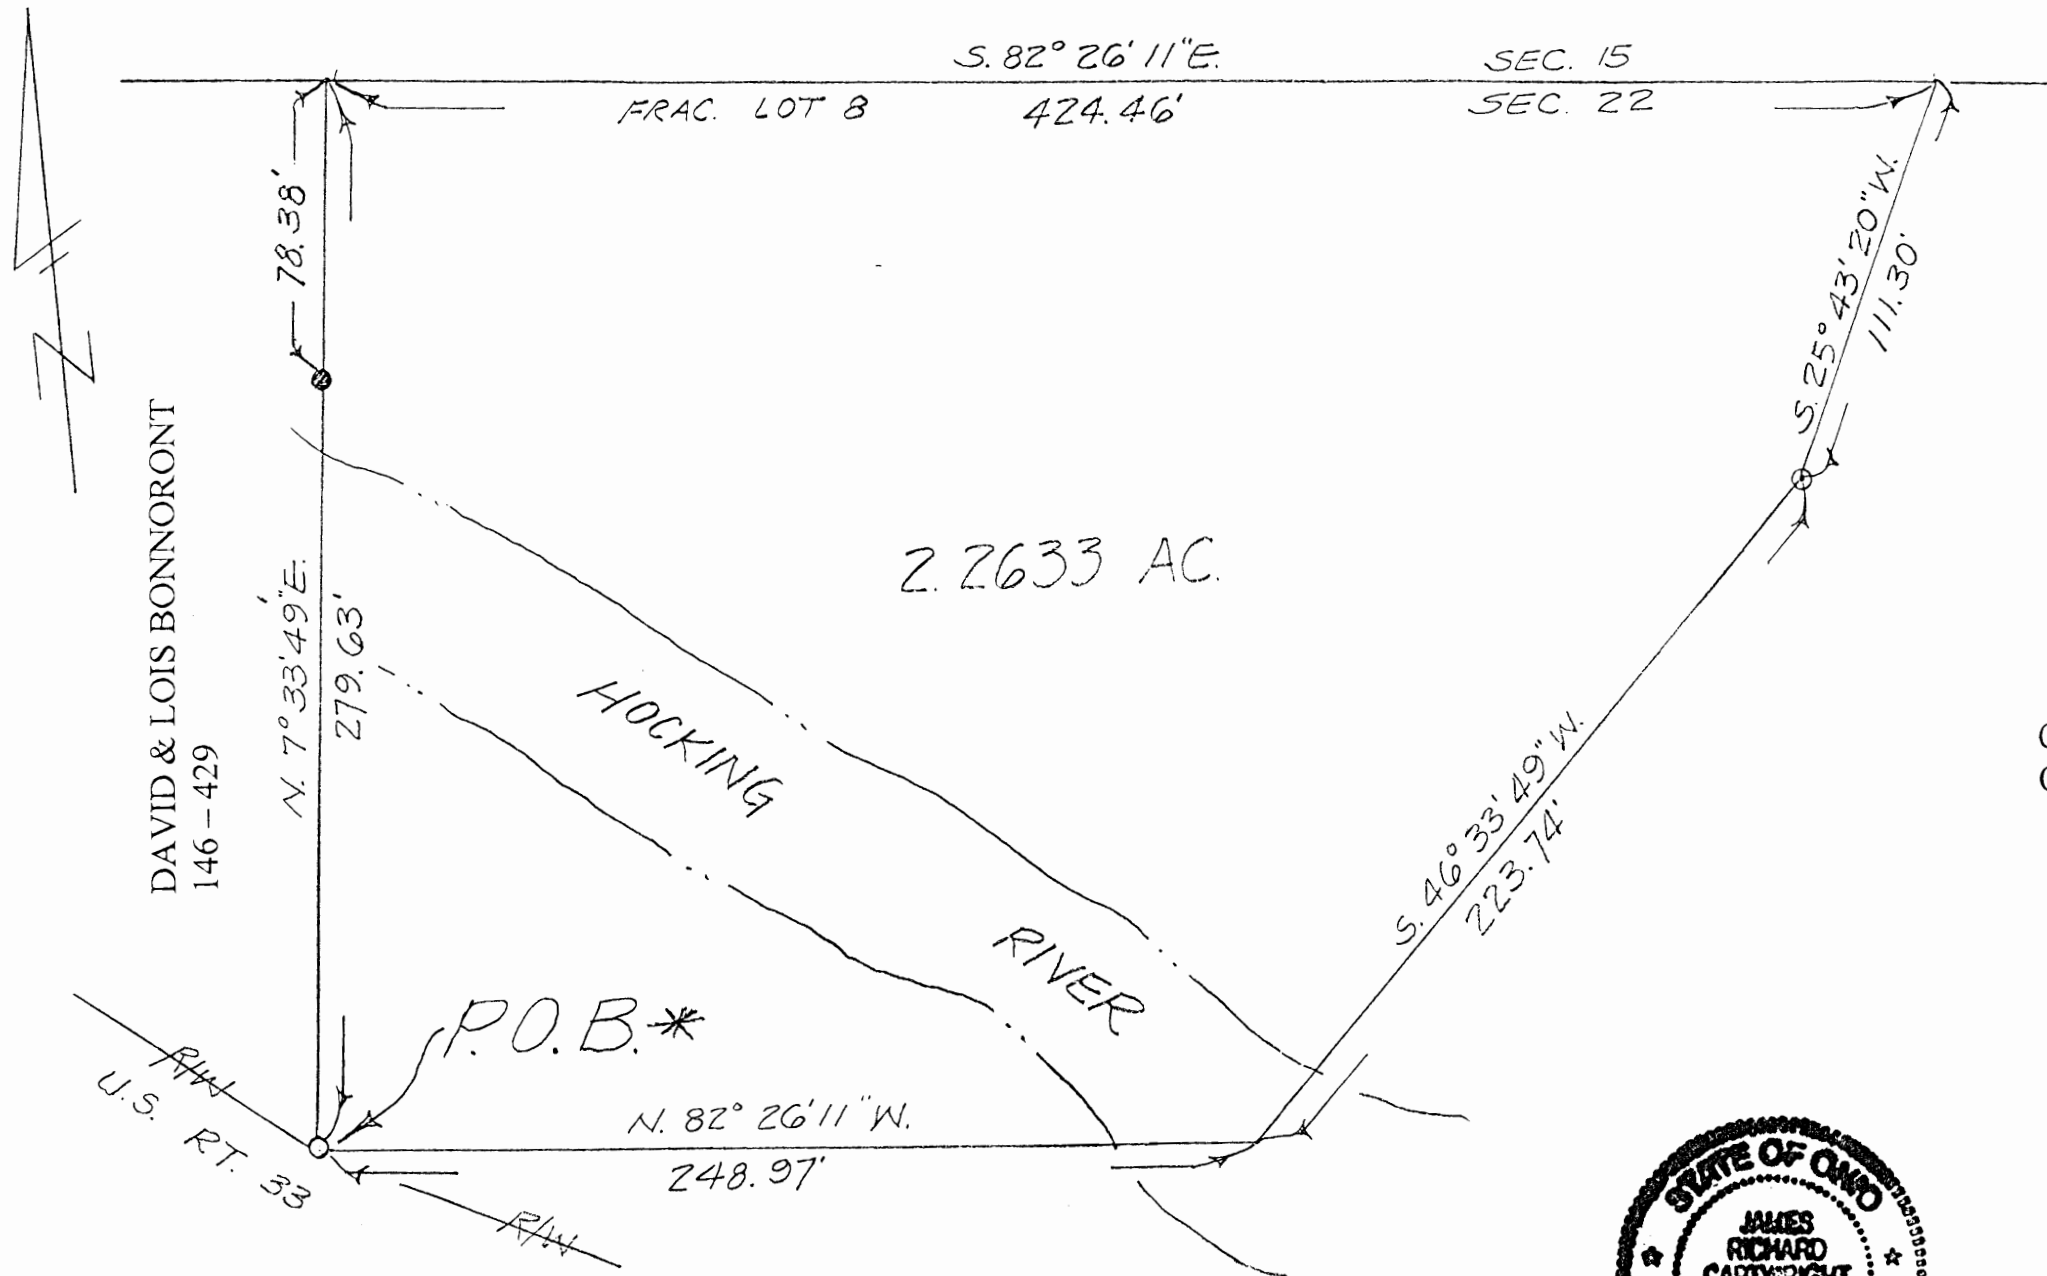 S. 82° 26' 11" E. SEC. 15
FRAC. LOT 8 424.46' SEC. 22
78.38'
S. 25° 43' 20" W.
111.30'
N
DAVID & LOIS BONNORONT
146 – 429
N. 7° 33' 49" E.
279.63'
2.2633 AC.
HOCKING
RIVER
S. 46° 33' 49" W.
223.74'
P.O.B.*
R/W
U.S. RT. 33
N. 82° 26' 11" W.
248.97'
R/W
STATE OF OHIO
JAMES
RICHARD
CARTWRIGHT